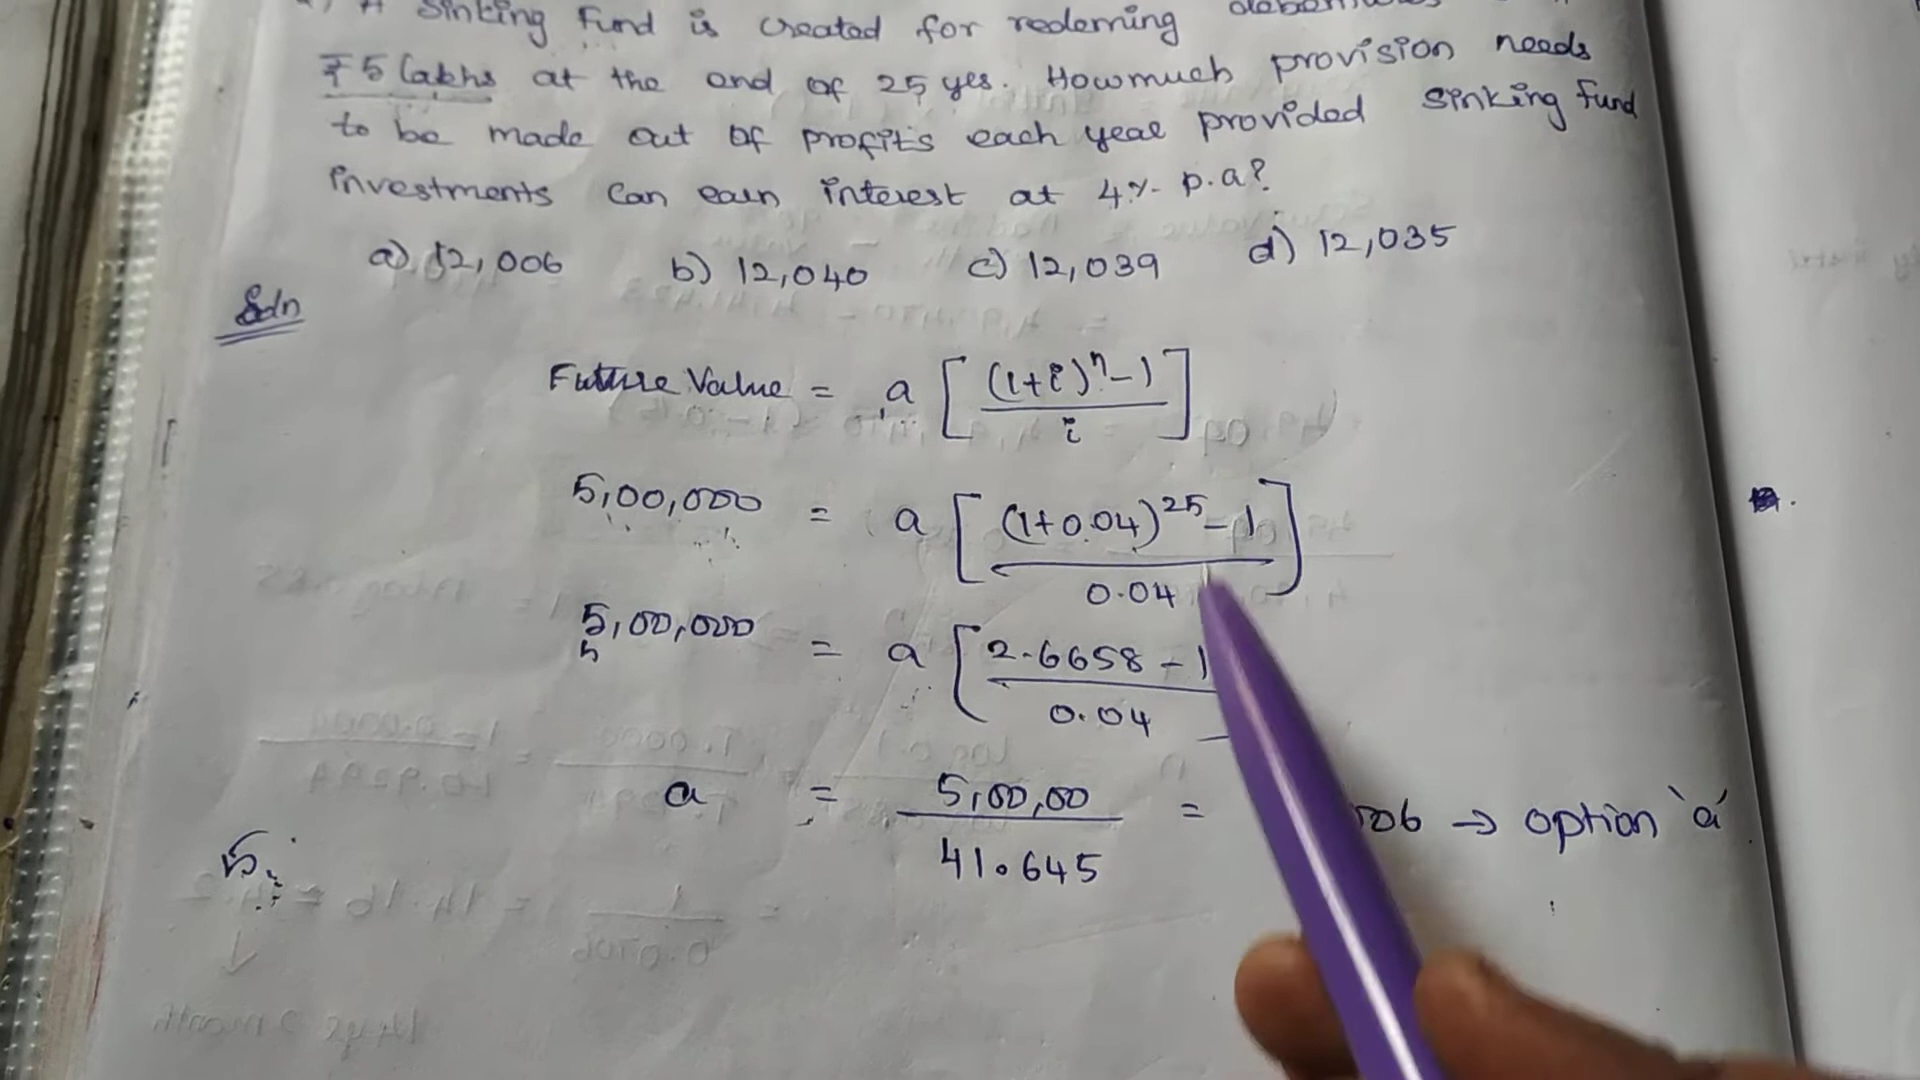 A Sinking Fund is created for redeming
₹5 lakhs at the end of 25 yes. Howmuch provision needs
to be made out of profits each year provided Sinking fund
investments can earn interest at 4% p.a?
a) 12,006 b) 12,040 c) 12,039 d) 12,035
Soln
Future Value = a [ (1+i)^n - 1 / i ]
5,00,000 = a [ (1+0.04)^25 - 1 / 0.04 ]
5,00,000 = a [ 2.6658 - 1 / 0.04
a = 5,00,00 / 41.645 = 006 → option 'a'